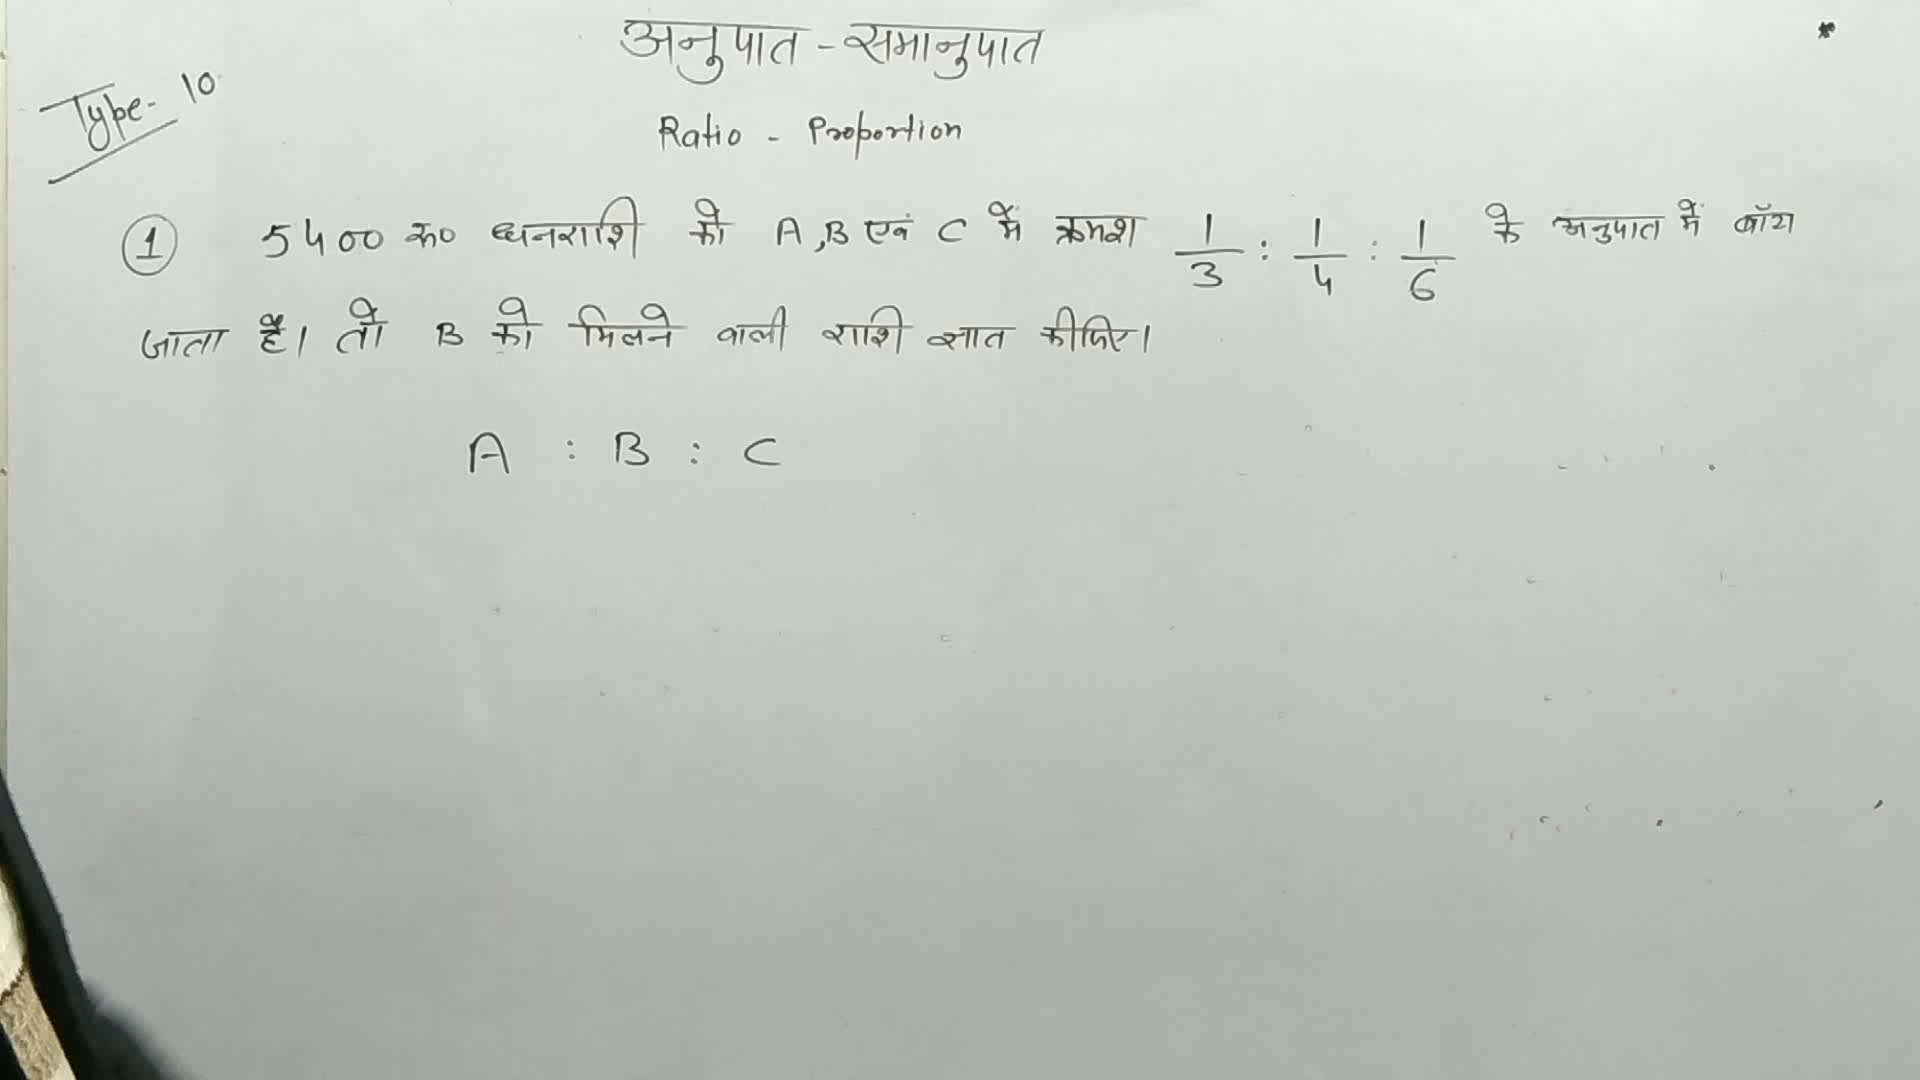 अनुपात - समानुपात
Type- 10
Ratio - Proportion
1 5400 रू० धनराशि को A,B एवं C में क्रमश 1/3 : 1/4 : 1/6 के अनुपात में बॉटा
जाता है। तो B को मिलने वाली राशि ज्ञात कीजिए।
A : B : C